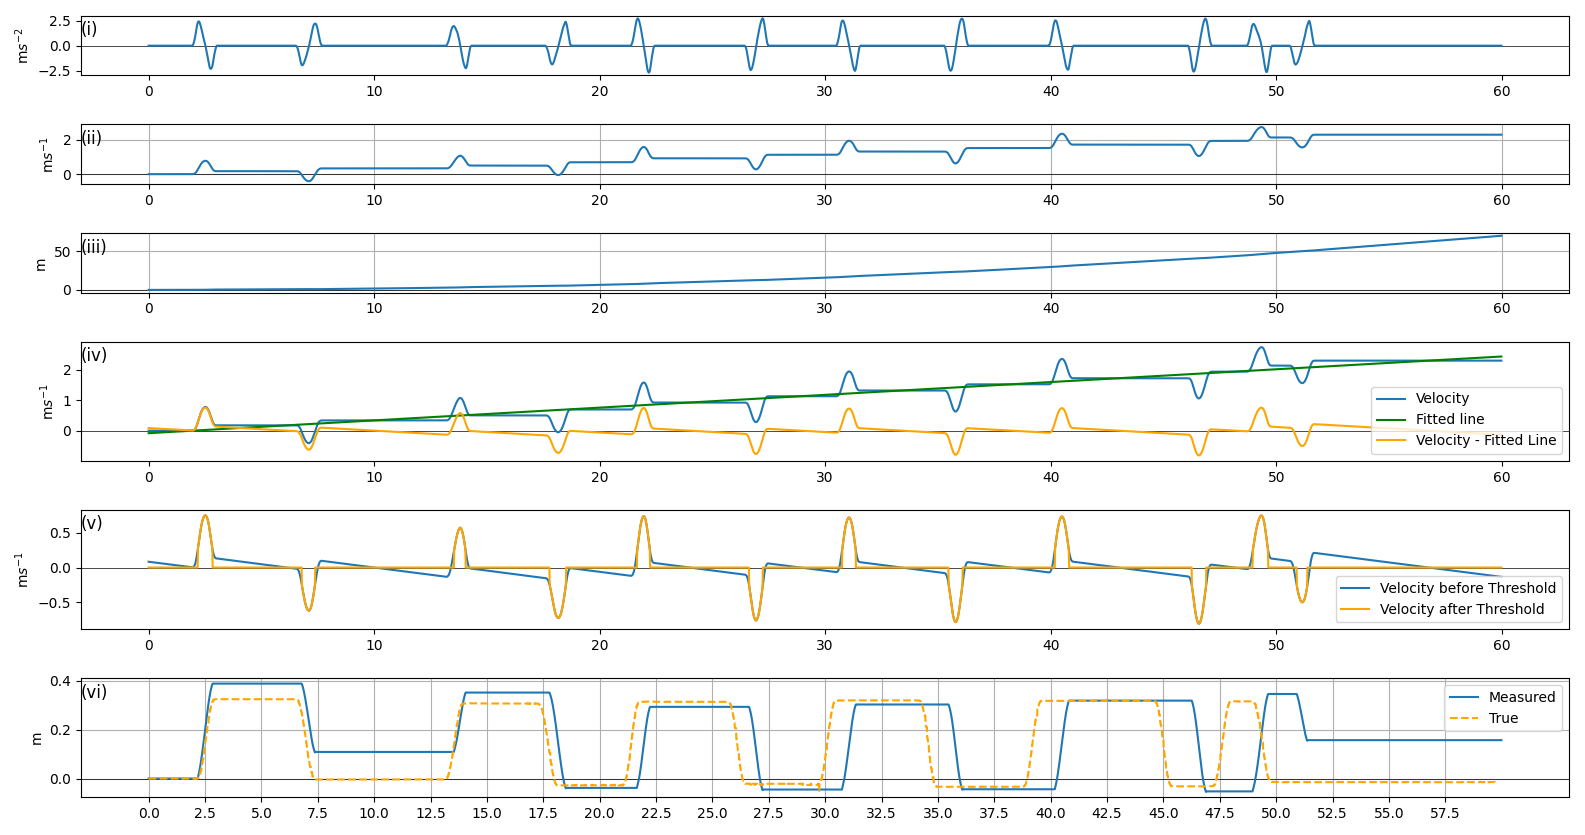 (i)
ms⁻²
2.5
0.0
−2.5
0 10 20 30 40 50 60
(ii)
ms⁻¹
2
0
0 10 20 30 40 50 60
(iii)
m
50
0
0 10 20 30 40 50 60
(iv)
ms⁻¹
2
1
0
Velocity
Fitted line
Velocity - Fitted Line
0 10 20 30 40 50 60
(v)
ms⁻¹
0.5
0.0
−0.5
Velocity before Threshold
Velocity after Threshold
0 10 20 30 40 50 60
(vi)
m
0.4
0.2
0.0
Measured
True
0.0 2.5 5.0 7.5 10.0 12.5 15.0 17.5 20.0 22.5 25.0 27.5 30.0 32.5 35.0 37.5 40.0 42.5 45.0 47.5 50.0 52.5 55.0 57.5